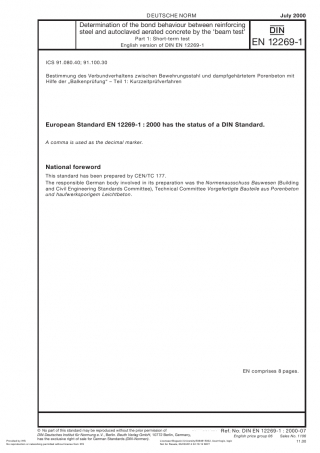 DEUTSCHE NORM
July 2000
Determination of the bond behaviour between reinforcing
steel and autoclaved aerated concrete by the 'beam test'
Part 1: Short-term test
English version of DIN EN 12269-1
DIN
EN 12269-1
ICS 91.080.40; 91.100.30
Bestimmung des Verbundverhaltens zwischen Bewehrungsstahl und dampfgehärtetem Porenbeton mit
Hilfe der „Balkenprüfung“ – Teil 1: Kurzzeitprüfverfahren
European Standard EN 12269-1 : 2000 has the status of a DIN Standard.
A comma is used as the decimal marker.
National foreword
This standard has been prepared by CEN/TC 177.
The responsible German body involved in its preparation was the Normenausschuss Bauwesen (Building
and Civil Engineering Standards Committee), Technical Committee Vorgefertigte Bauteile aus Porenbeton
und haufwerksporigem Leichtbeton.
EN comprises 8 pages.
© No part of this standard may be reproduced without the prior permission of
DIN Deutsches Institut für Normung e. V., Berlin. Beuth Verlag GmbH, 10772 Berlin, Germany,
has the exclusive right of sale for German Standards (DIN-Normen).
Ref. No. DIN EN 12269-1 : 2000-07
English price group 08 Sales No. 1108
11.00